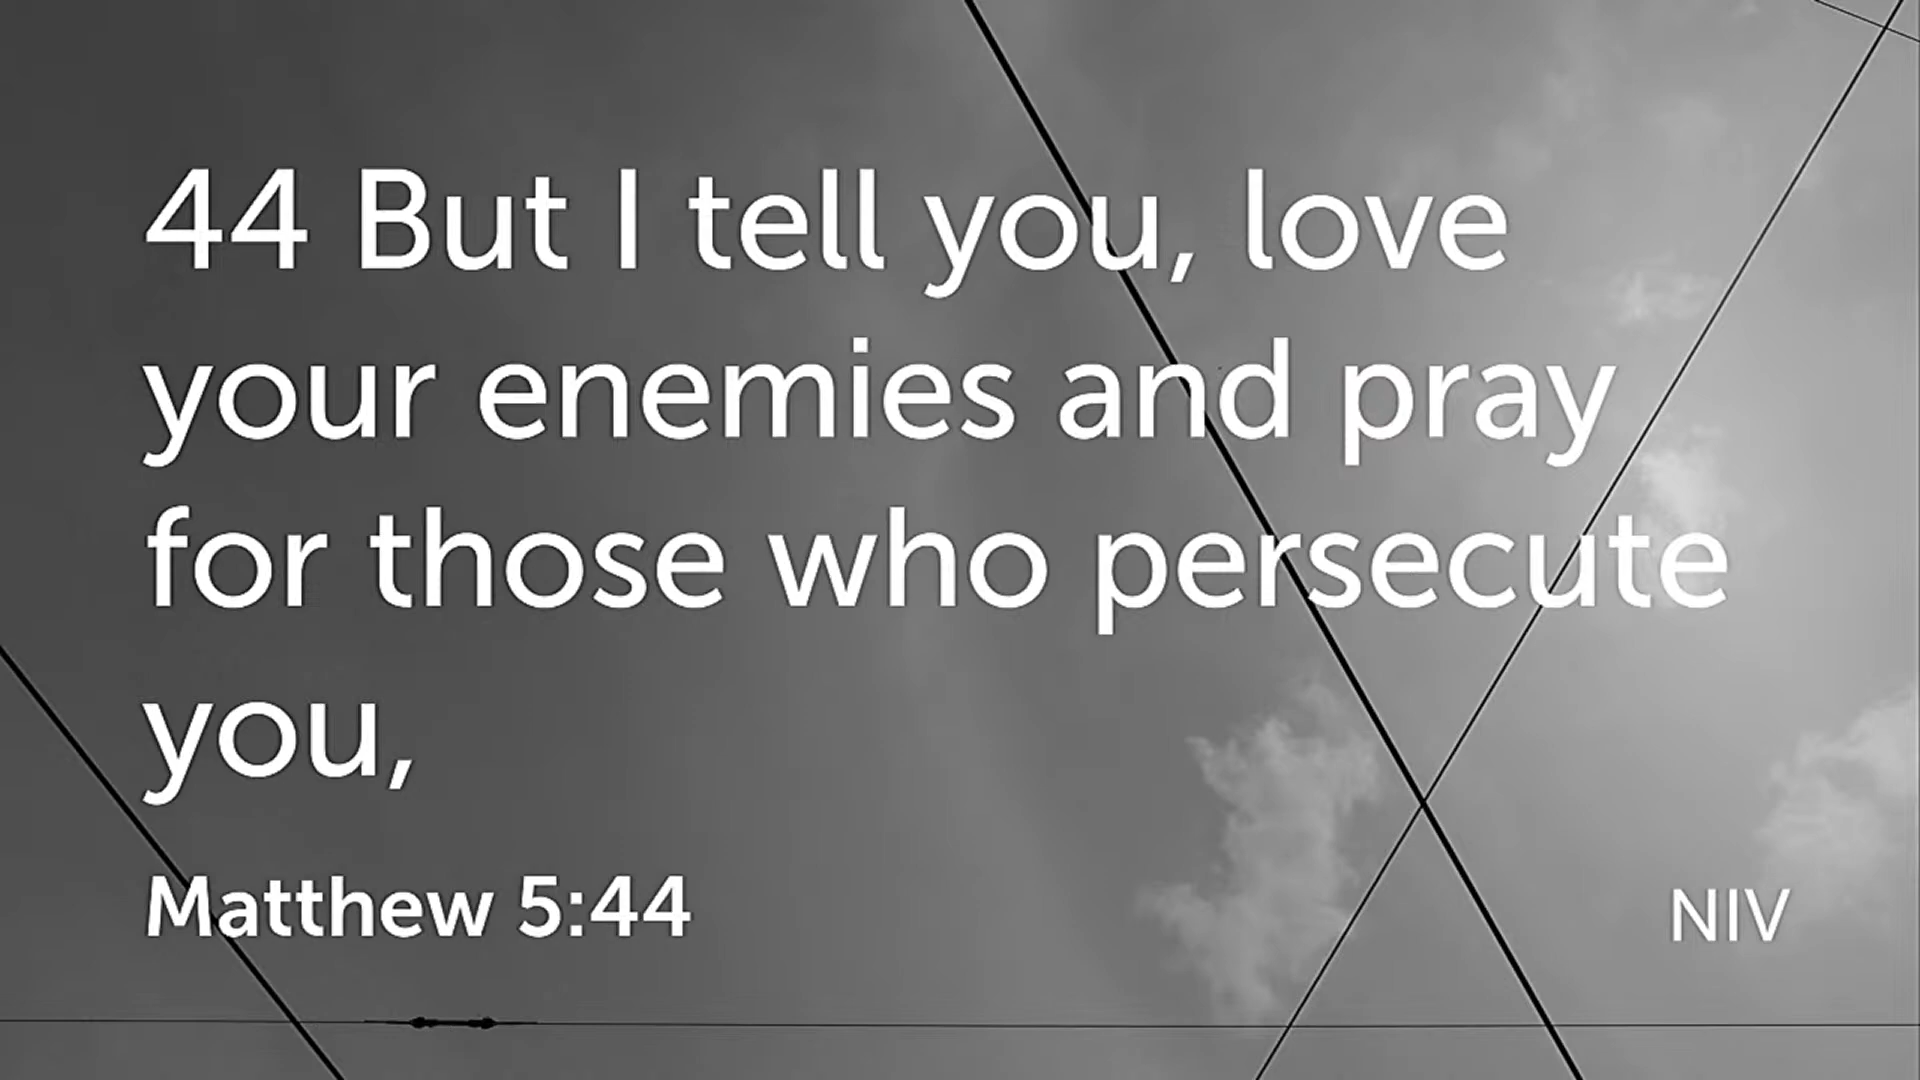 44 But I tell you, love
your enemies and pray
for those who persecute
you,
Matthew 5:44
NIV